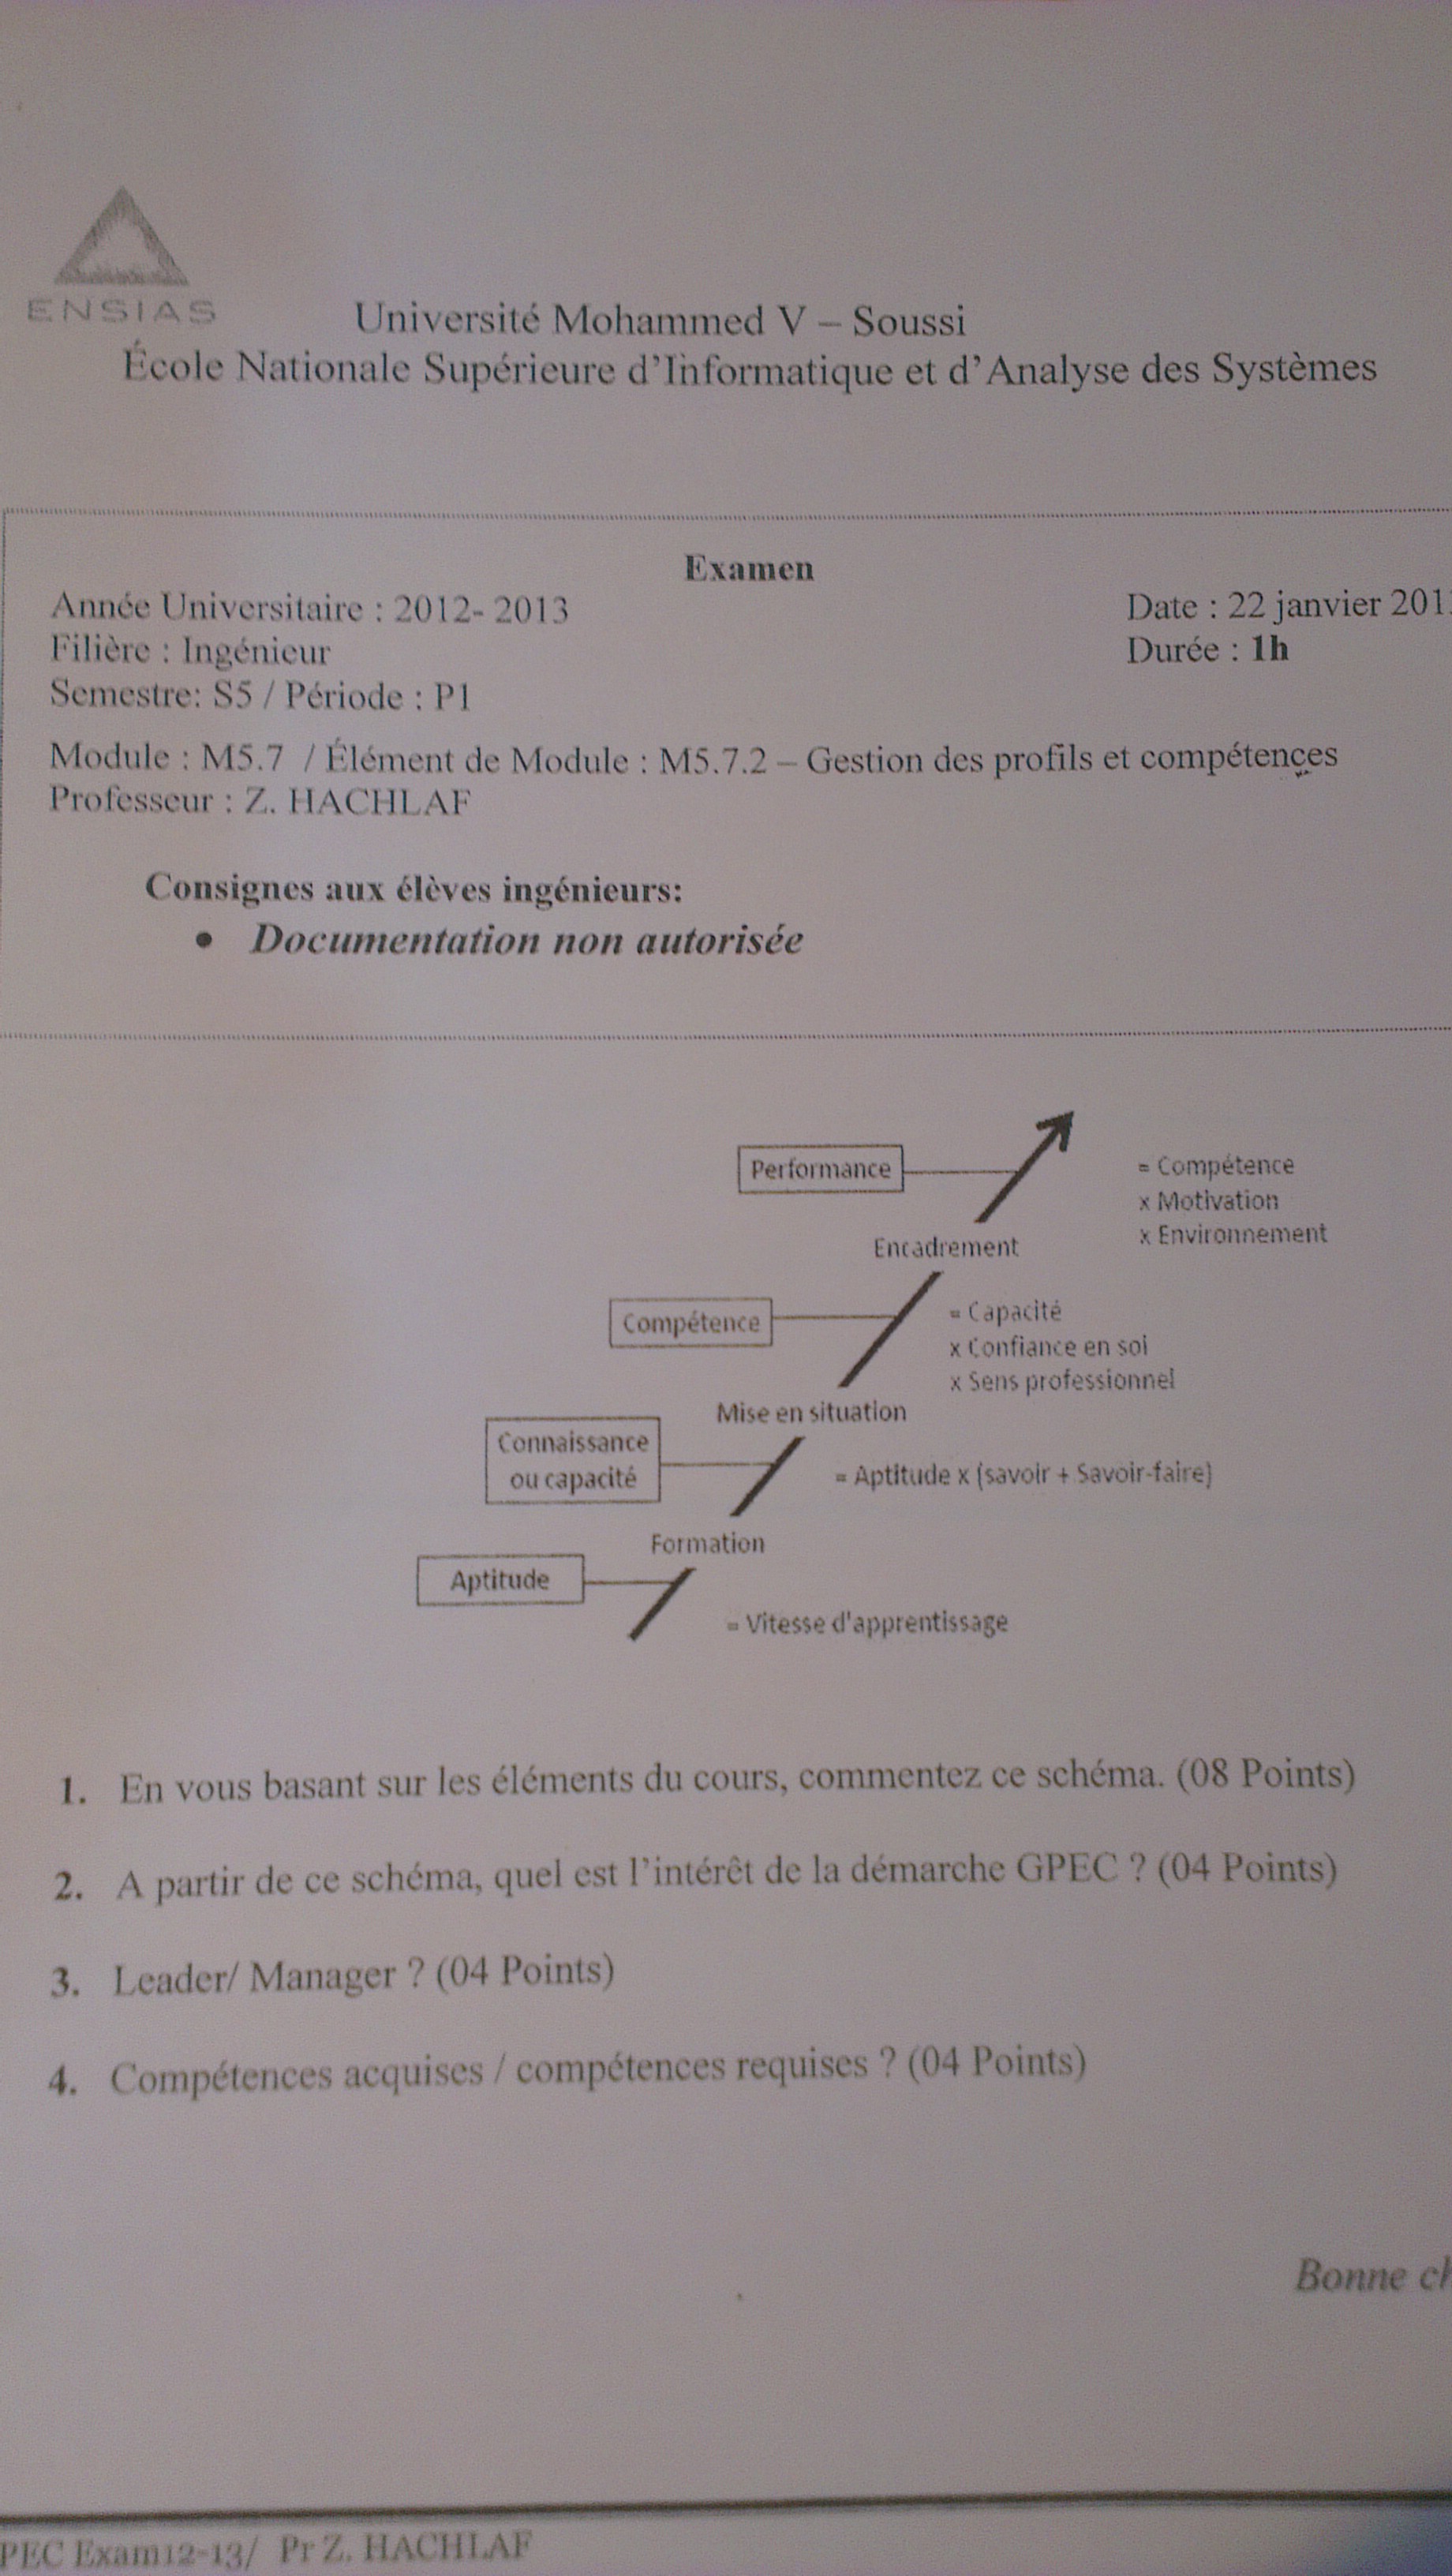 ENSIAS
Université Mohammed V – Soussi
École Nationale Supérieure d'Informatique et d'Analyse des Systèmes
Examen
Année Universitaire : 2012- 2013
Date : 22 janvier 201
Filière : Ingénieur
Durée : 1h
Semestre: S5 / Période : P1
Module : M5.7 / Élément de Module : M5.7.2 – Gestion des profils et compétences
Professeur : Z. HACHLAF
Consignes aux élèves ingénieurs:
• Documentation non autorisée
Performance
= Compétence
x Motivation
x Environnement
Encadrement
Compétence
= Capacité
x Confiance en soi
x Sens professionnel
Mise en situation
Connaissance
ou capacité
= Aptitude x (savoir + Savoir-faire)
Formation
Aptitude
= Vitesse d'apprentissage
1. En vous basant sur les éléments du cours, commentez ce schéma. (08 Points)
2. A partir de ce schéma, quel est l'intérêt de la démarche GPEC ? (04 Points)
3. Leader/ Manager ? (04 Points)
4. Compétences acquises / compétences requises ? (04 Points)
Bonne ch
PEC Exam12-13/ Pr Z. HACHLAF